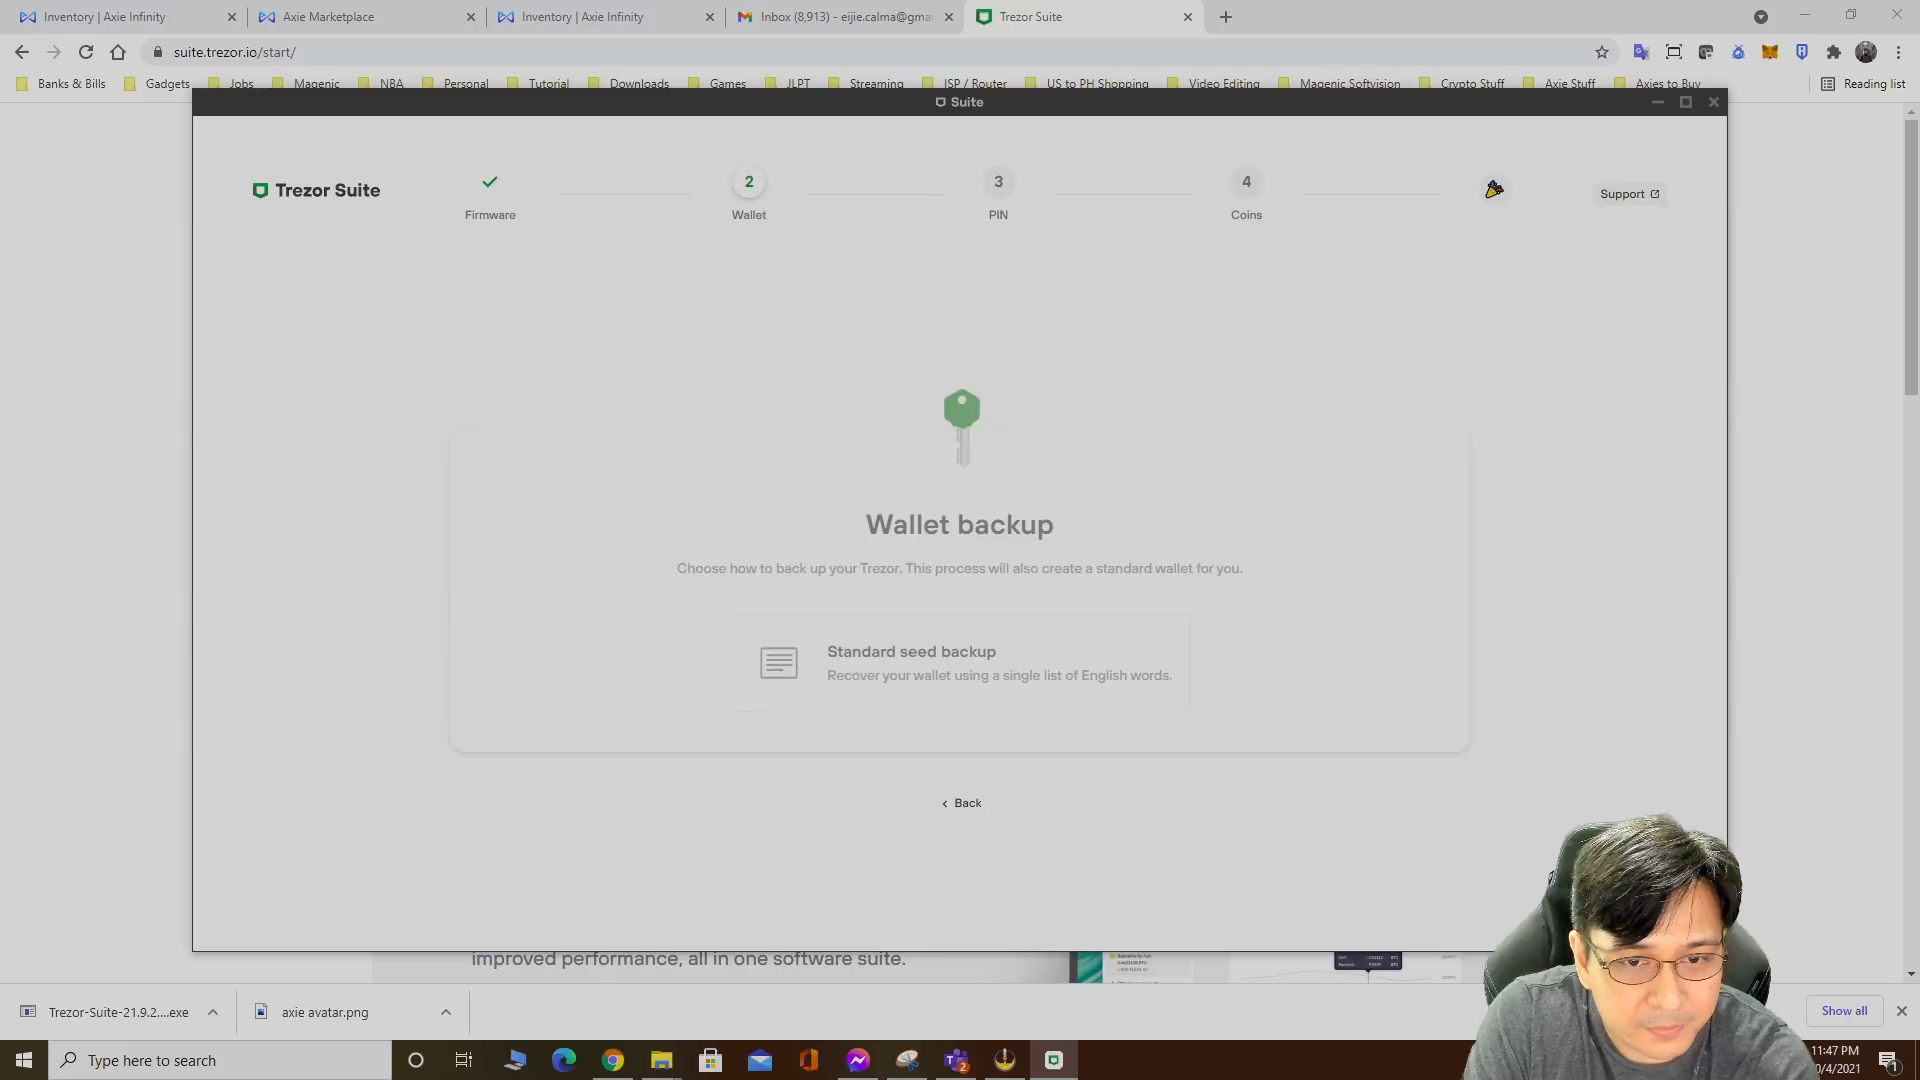 Inventory | Axie Infinity
Axie Marketplace
Inventory | Axie Infinity
Inbox (8,913) - eijie.calma@gmai
Trezor Suite
suite.trezor.io/start/
Banks & Bills
Gadgets
Jobs
Magenic
NBA
Personal
Tutorial
Downloads
Games
JLPT
Streaming
ISP / Router
US to PH Shopping
Video Editing
Magenic Softvision
Crypto Stuff
Axie Stuff
Axies to Buy
Reading list
Suite
Trezor Suite
2
3
4
Support
Firmware
Wallet
PIN
Coins
Wallet backup
Choose how to back up your Trezor. This process will also create a standard wallet for you.
Standard seed backup
Recover your wallet using a single list of English words.
Back
improved performance, all in one software suite.
Trezor-Suite-21.9.2....exe
axie avatar.png
Show all
Type here to search
2
11:47 PM
0/4/2021
1